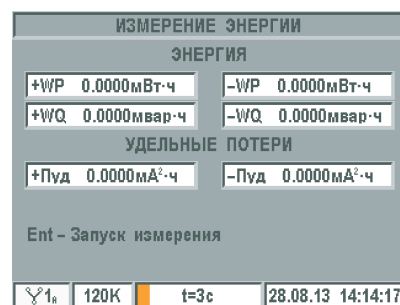 ИЗМЕРЕНИЕ ЭНЕРГИИ
ЭНЕРГИЯ
+WP 0.0000мВт·ч –WP 0.0000мВт·ч
+WQ 0.0000мвар·ч –WQ 0.0000мвар·ч
УДЕЛЬНЫЕ ПОТЕРИ
+Пуд 0.0000мА²·ч –Пуд 0.0000мА²·ч
Ent – Запуск измерения
1 120K t=3c 28.08.13 14:14:17